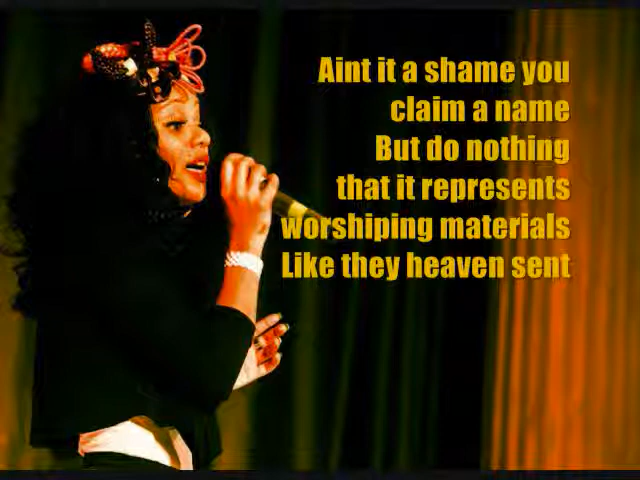 Aint it a shame you
claim a name
But do nothing
that it represents
worshiping materials
Like they heaven sent